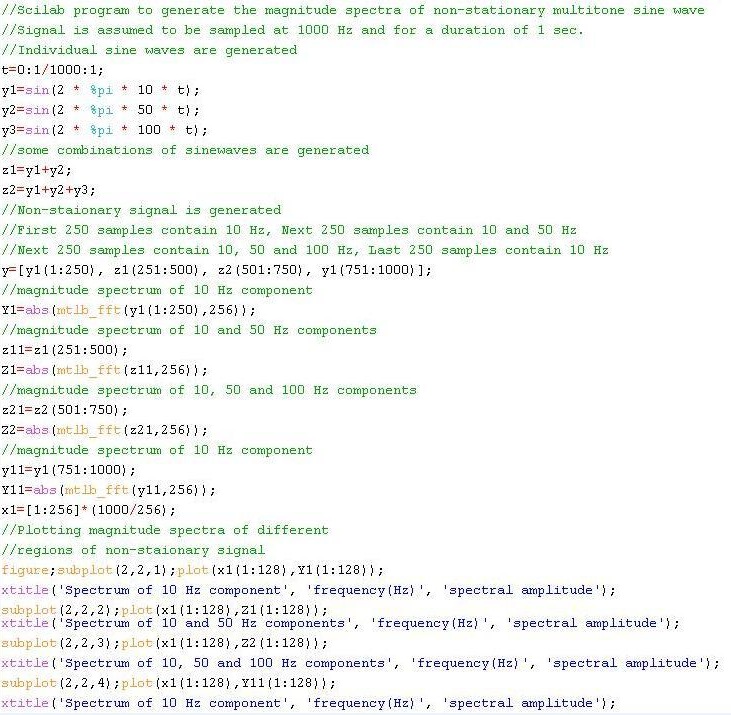 //Scilab program to generate the magnitude spectra of non-stationary multitone sine wave
//Signal is assumed to be sampled at 1000 Hz and for a duration of 1 sec.
//Individual sine waves are generated
t=0:1/1000:1;
y1=sin(2 * %pi * 10 * t);
y2=sin(2 * %pi * 50 * t);
y3=sin(2 * %pi * 100 * t);
//some combinations of sinewaves are generated
z1=y1+y2;
z2=y1+y2+y3;
//Non-staionary signal is generated
//First 250 samples contain 10 Hz, Next 250 samples contain 10 and 50 Hz
//Next 250 samples contain 10, 50 and 100 Hz, Last 250 samples contain 10 Hz
y=[y1(1:250), z1(251:500), z2(501:750), y1(751:1000)];
//magnitude spectrum of 10 Hz component
Y1=abs(mtlb_fft(y1(1:250),256));
//magnitude spectrum of 10 and 50 Hz components
z11=z1(251:500);
Z1=abs(mtlb_fft(z11,256));
//magnitude spectrum of 10, 50 and 100 Hz components
z21=z2(501:750);
Z2=abs(mtlb_fft(z21,256));
//magnitude spectrum of 10 Hz component
y11=y1(751:1000);
Y11=abs(mtlb_fft(y11,256));
x1=[1:256]*(1000/256);
//Plotting magnitude spectra of different
//regions of non-staionary signal
figure;subplot(2,2,1);plot(x1(1:128),Y1(1:128));
xtitle('Spectrum of 10 Hz component', 'frequency(Hz)', 'spectral amplitude');
subplot(2,2,2);plot(x1(1:128),Z1(1:128));
xtitle('Spectrum of 10 and 50 Hz components', 'frequency(Hz)', 'spectral amplitude');
subplot(2,2,3);plot(x1(1:128),Z2(1:128));
xtitle('Spectrum of 10, 50 and 100 Hz components', 'frequency(Hz)', 'spectral amplitude');
subplot(2,2,4);plot(x1(1:128),Y11(1:128));
xtitle('Spectrum of 10 Hz component', 'frequency(Hz)', 'spectral amplitude');